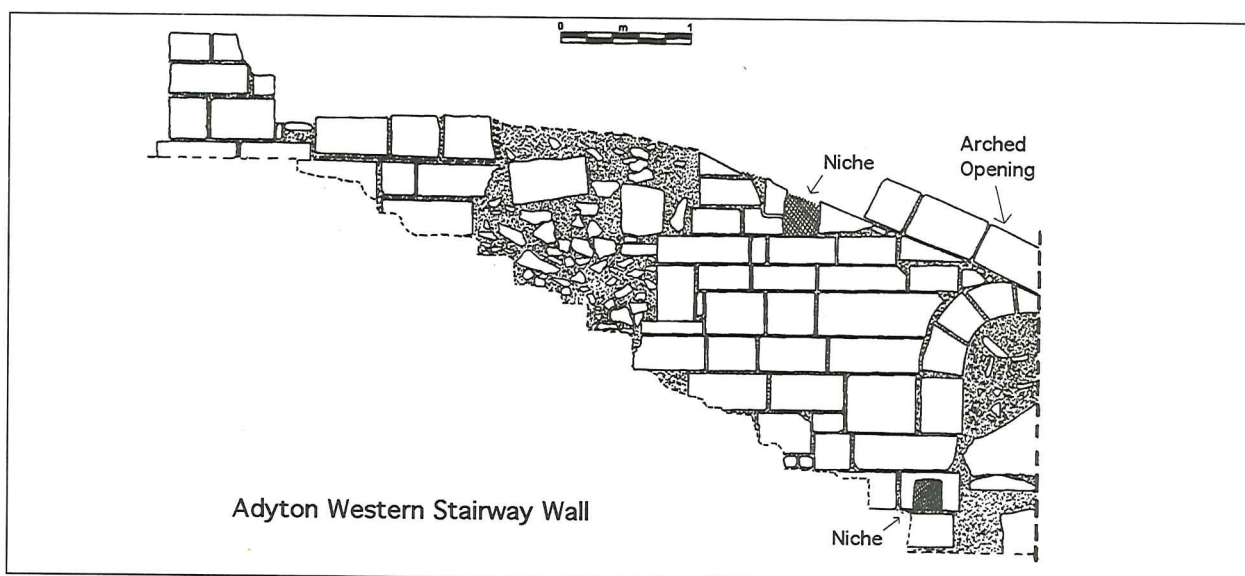 0 m 1
Niche
Arched
Opening
Adyton Western Stairway Wall
Niche